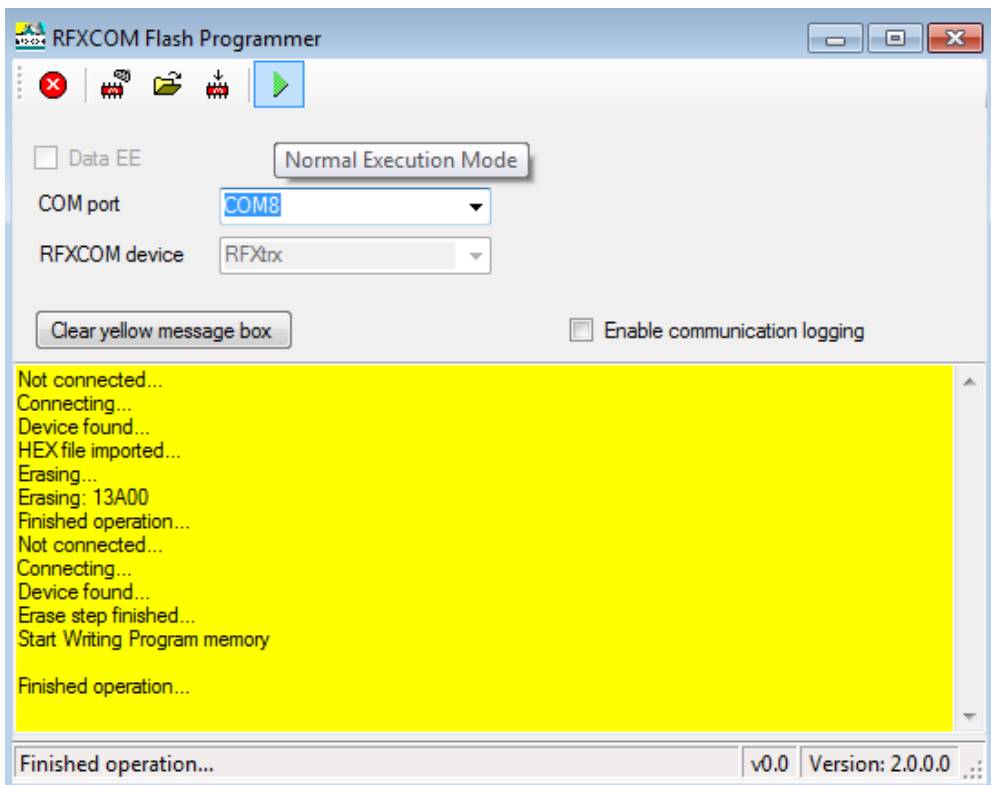 RFXCOM Flash Programmer
Data EE
Normal Execution Mode
COM port
COM8
RFXCOM device
RFXtrx
Clear yellow message box
Enable communication logging
Not connected...
Connecting...
Device found...
HEX file imported...
Erasing...
Erasing: 13A00
Finished operation...
Not connected...
Connecting...
Device found...
Erase step finished...
Start Writing Program memory
Finished operation...
Finished operation...
v0.0
Version: 2.0.0.0